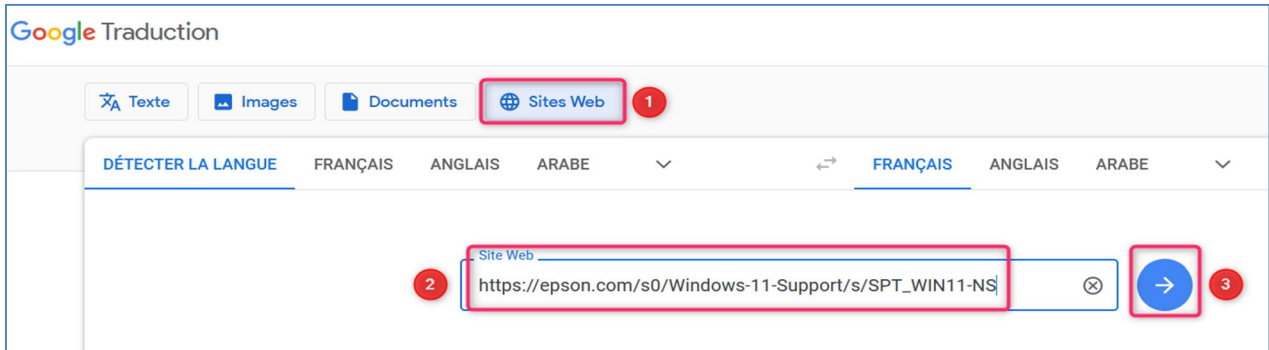 Google Traduction
Texte Images Documents Sites Web 1
DÉTECTER LA LANGUE FRANÇAIS ANGLAIS ARABE FRANÇAIS ANGLAIS ARABE
Site Web
2 https://epson.com/s0/Windows-11-Support/s/SPT_WIN11-NS 3